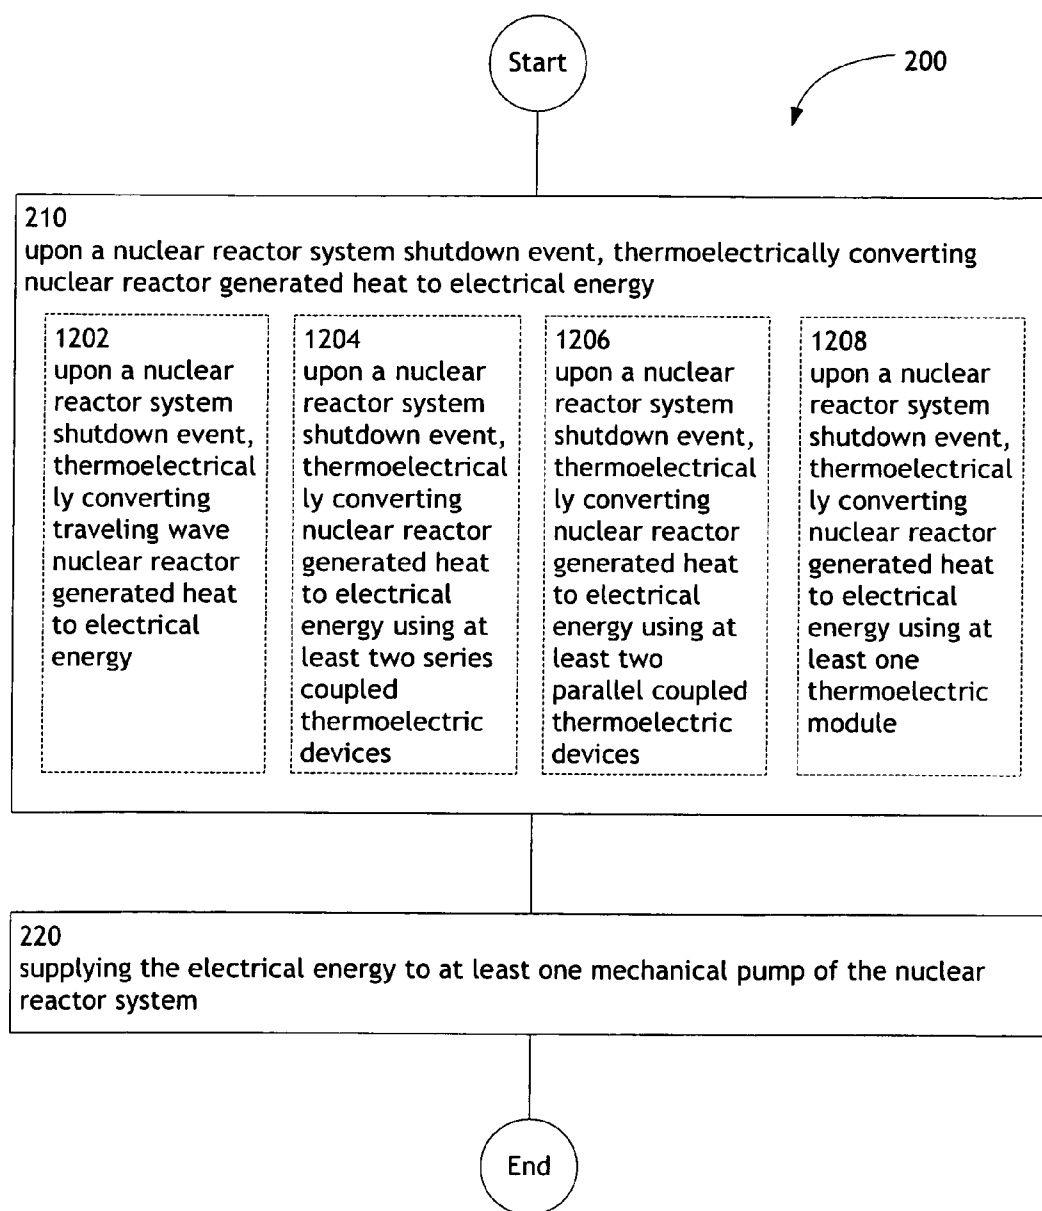 Start
200
210
upon a nuclear reactor system shutdown event, thermoelectrically converting
nuclear reactor generated heat to electrical energy
1202
upon a nuclear
reactor system
shutdown event,
thermoelectrical
ly converting
traveling wave
nuclear reactor
generated heat
to electrical
energy
1204
upon a nuclear
reactor system
shutdown event,
thermoelectrical
ly converting
nuclear reactor
generated heat
to electrical
energy using at
least two series
coupled
thermoelectric
devices
1206
upon a nuclear
reactor system
shutdown event,
thermoelectrical
ly converting
nuclear reactor
generated heat
to electrical
energy using at
least two
parallel coupled
thermoelectric
devices
1208
upon a nuclear
reactor system
shutdown event,
thermoelectrical
ly converting
nuclear reactor
generated heat
to electrical
energy using at
least one
thermoelectric
module
220
supplying the electrical energy to at least one mechanical pump of the nuclear
reactor system
End